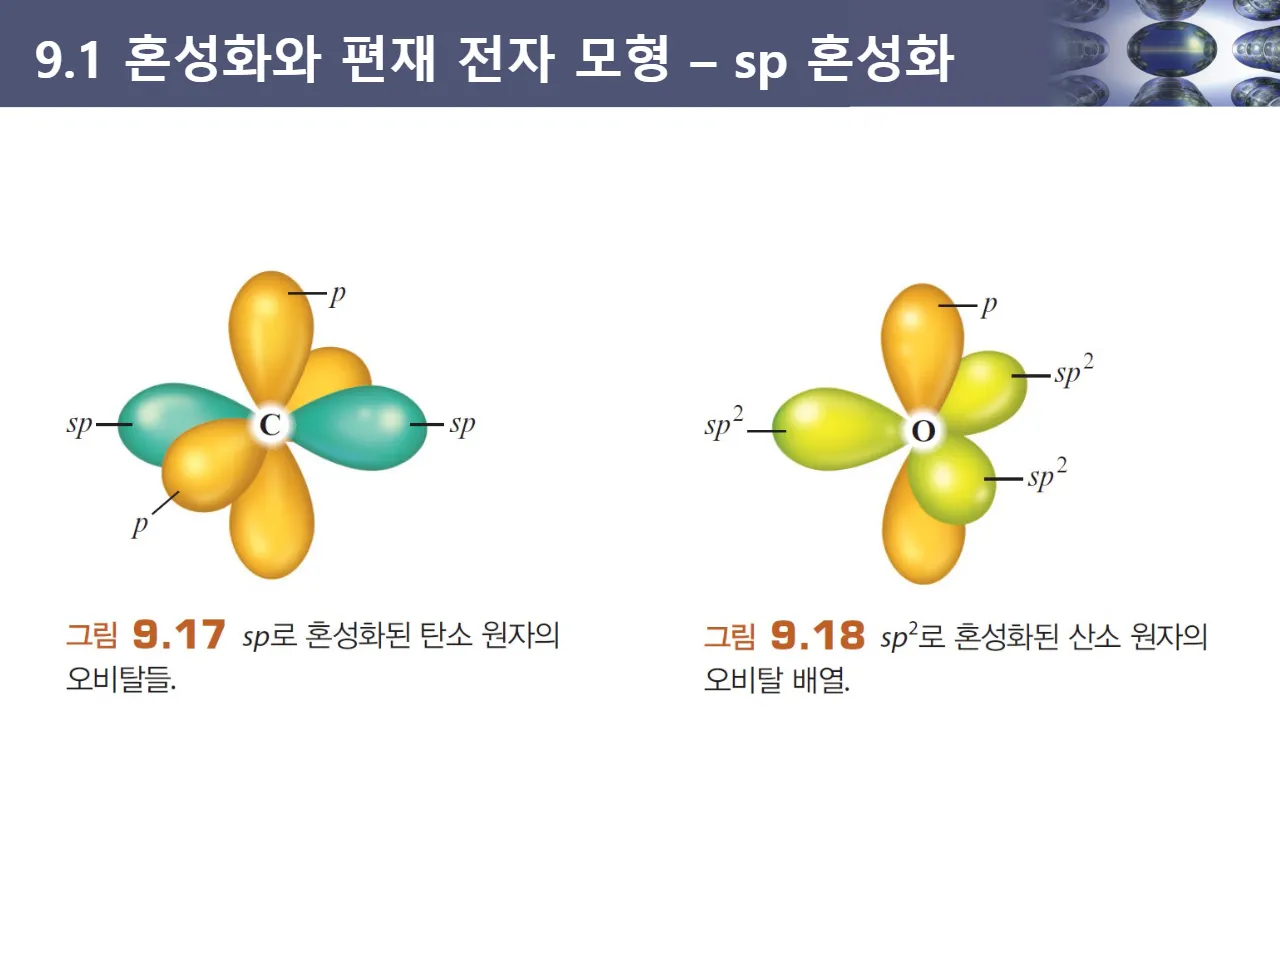 9.1 혼성화와 편재 전자 모형 – sp 혼성화
p
sp
C
sp
p
그림 9.17 sp로 혼성화된 탄소 원자의
오비탈들.
p
sp²
sp²
O
sp²
그림 9.18 sp²로 혼성화된 산소 원자의
오비탈 배열.